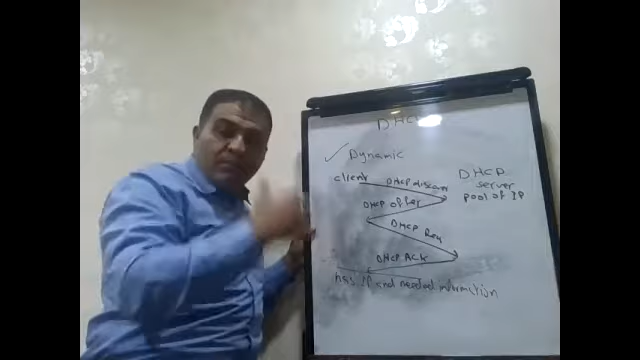 DHCP
✓ Dynamic
client DHCP discover DHCP
server
DHCP offer pool of IP
DHCP Req
DHCP ACK
has IP and needed information